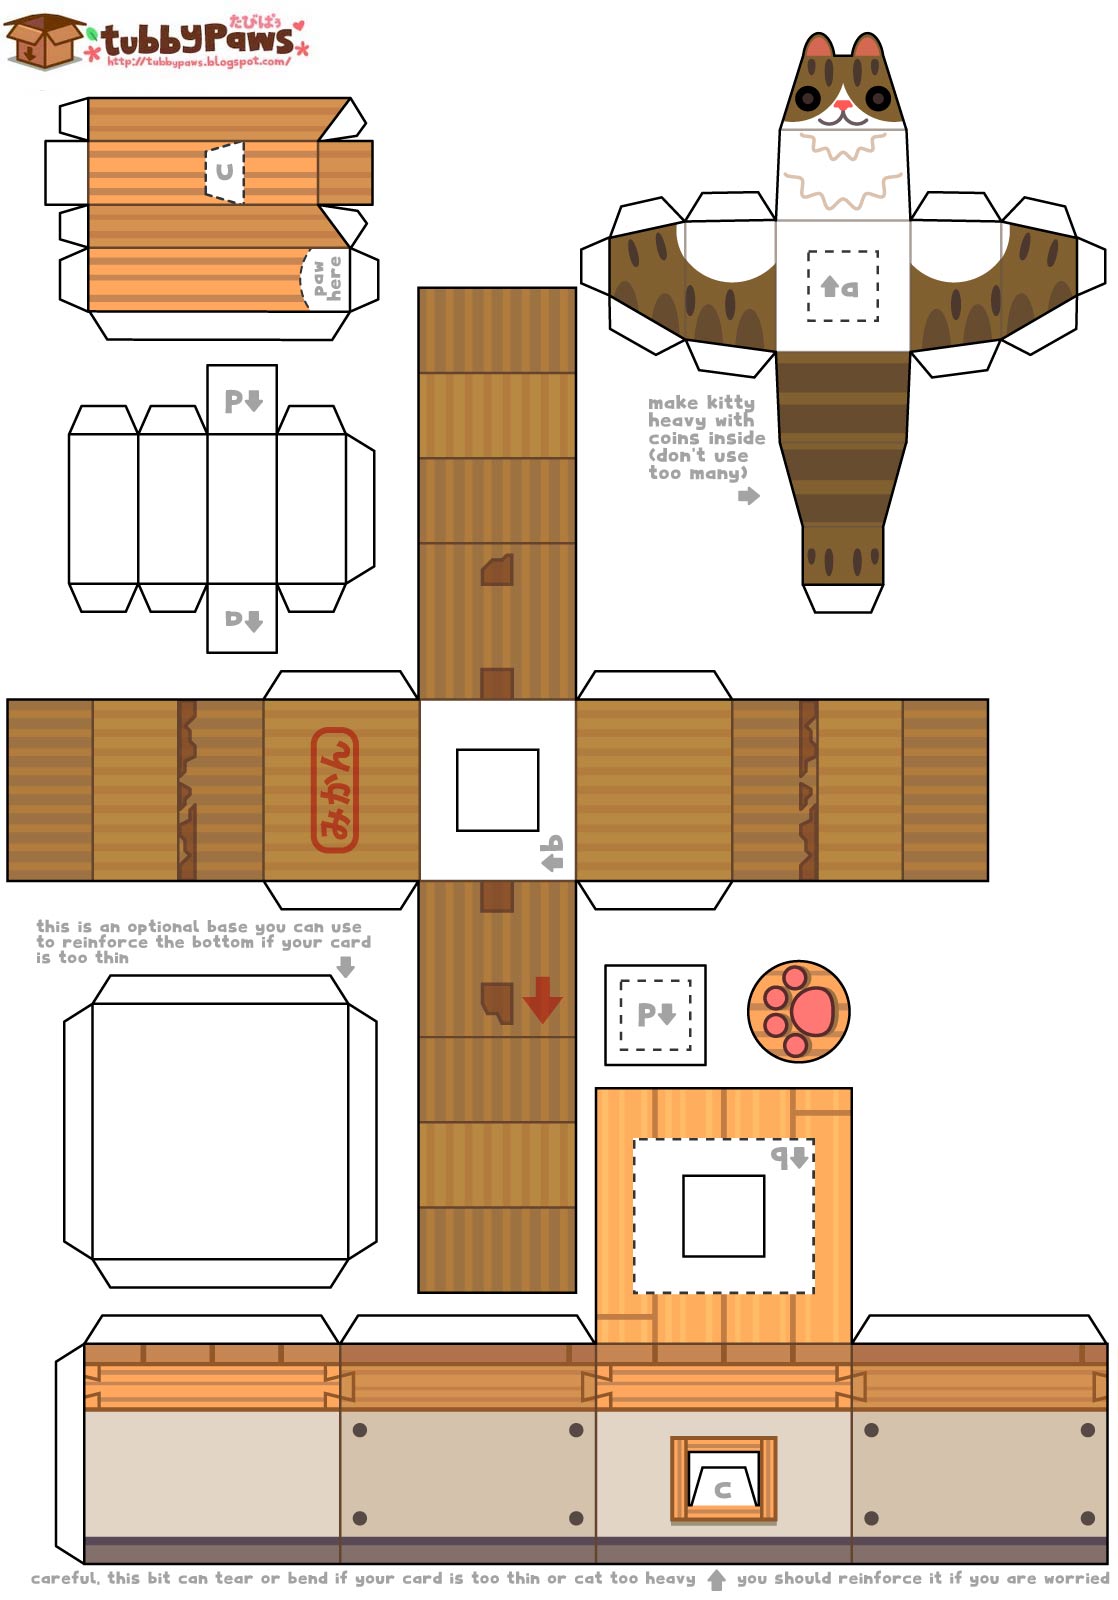 たびぱぅ
tubbyPaws
http://tubbypaws.blogspot.com/
c
paw
here
a
make kitty
heavy with
coins inside
(don't use
too many)
d
d
みかん
b
this is an optional base you can use
to reinforce the bottom if your card
is too thin
d
b
c
careful, this bit can tear or bend if your card is too thin or cat too heavy you should reinforce it if you are worried